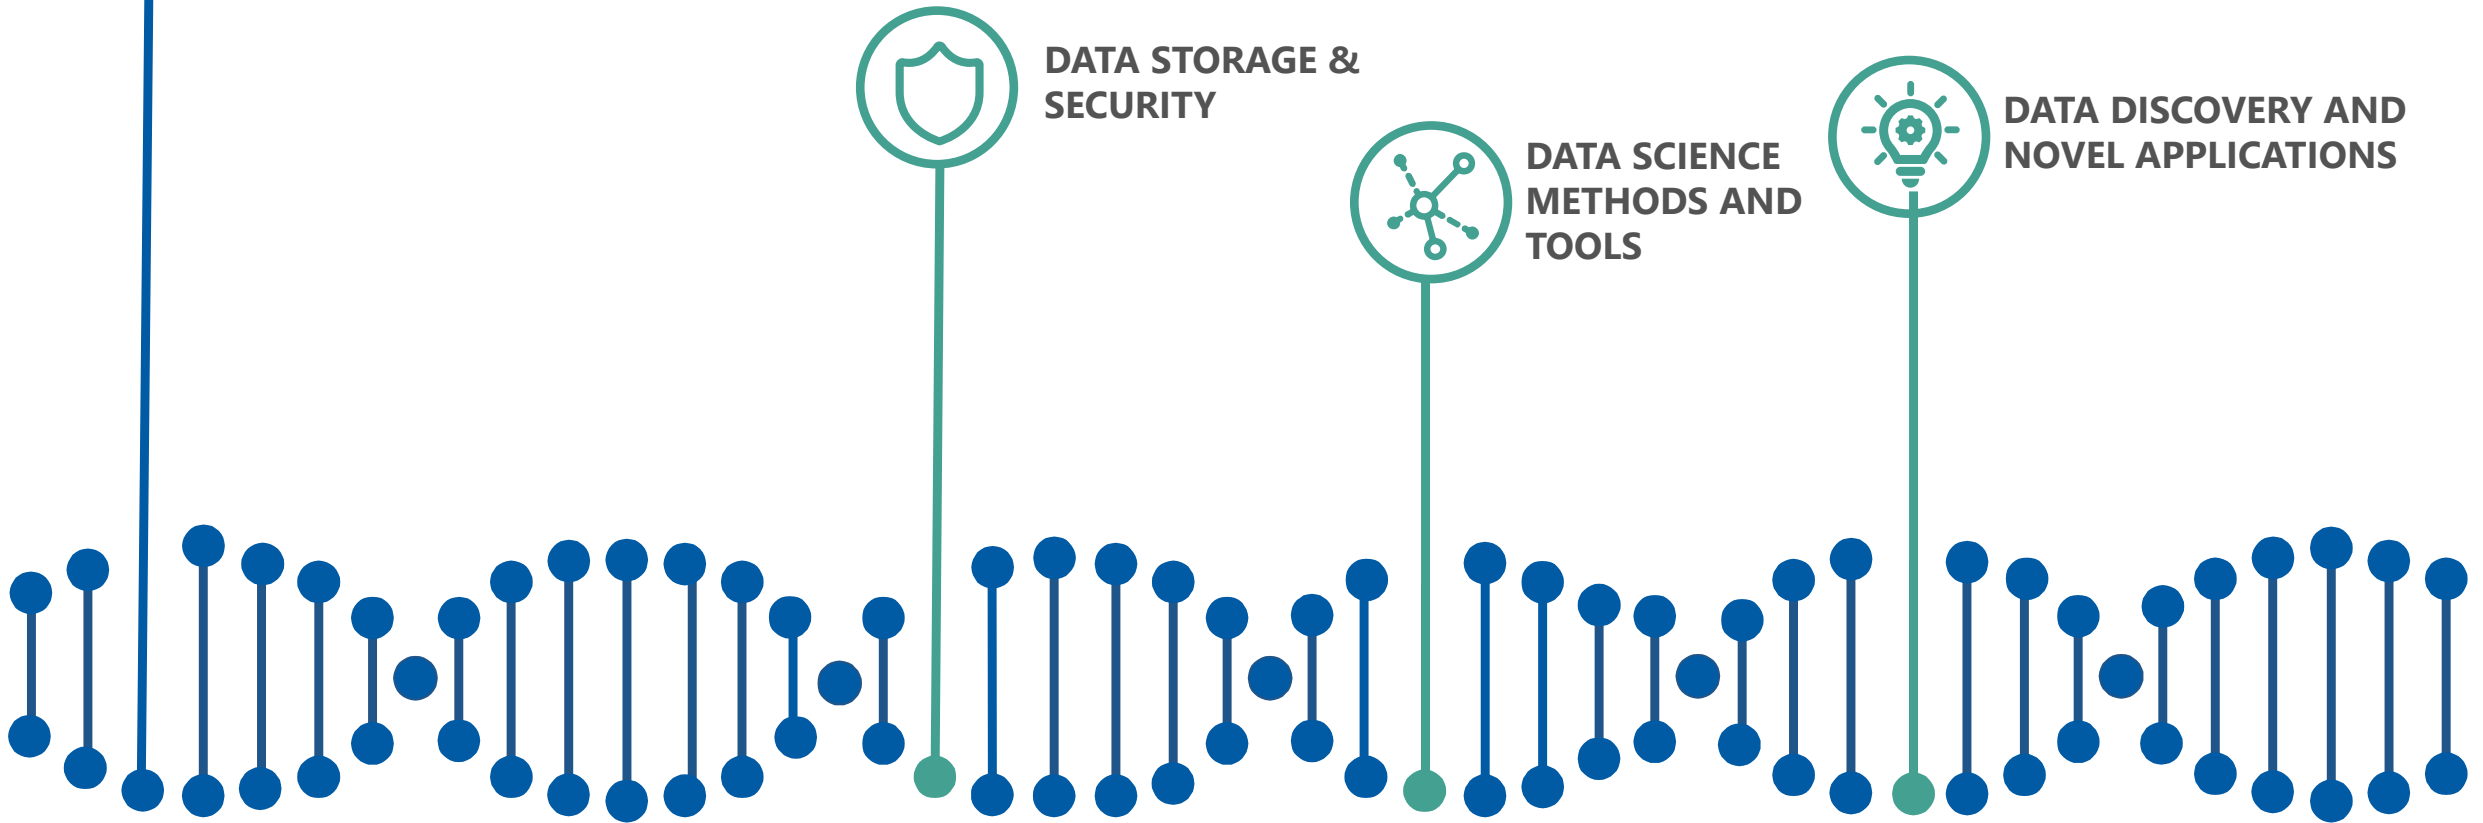 DATA STORAGE &
SECURITY
DATA SCIENCE
METHODS AND
TOOLS
DATA DISCOVERY AND
NOVEL APPLICATIONS